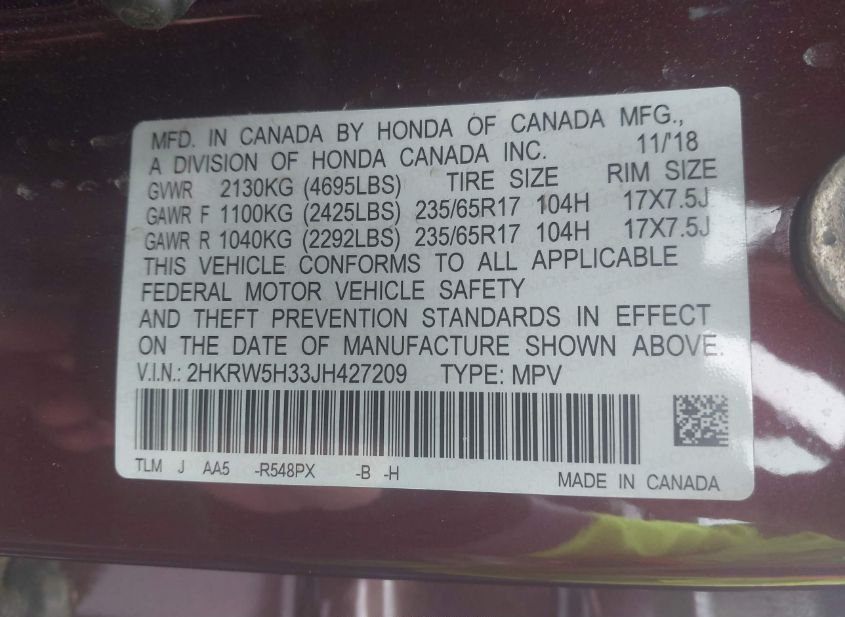 MFD. IN CANADA BY HONDA OF CANADA MFG.,
A DIVISION OF HONDA CANADA INC. 11/'18
GVWR 2130KG (4695LBS) TIRE SIZE RIM SIZE
GAWR F 1100KG (2425LBS) 235/65R17 104H 17X7.5J
GAWR R 1040KG (2292LBS) 235/65R17 104H 17X7.5J
THIS VEHICLE CONFORMS TO ALL APPLICABLE
FEDERAL MOTOR VEHICLE SAFETY
AND THEFT PREVENTION STANDARDS IN EFFECT
ON THE DATE OF MANUFACTURE SHOWN ABOVE.
V.I.N.: 2HKRW5H33JH427209 TYPE: MPV
TLM J AA5 -R548PX -B -H
MADE IN CANADA